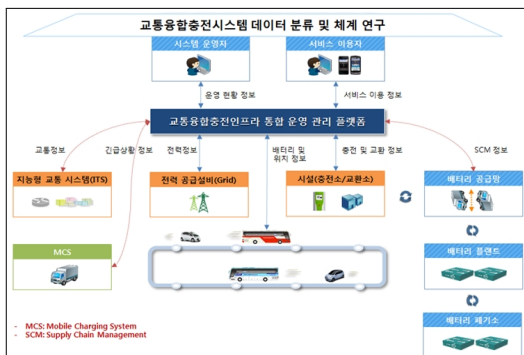 교통융합충전시스템 데이터 분류 및 체계 연구
시스템 운영자
서비스 이용자
운영 현황 정보
서비스 이용 정보
교통융합충전인프라 통합 운영 관리 플랫폼
교통정보
긴급상황 정보
전력정보
배터리 및
위치 정보
충전 및 교환 정보
SCM 정보
지능형 교통 시스템(ITS)
전력 공급설비(Grid)
시설(충전소/교환소)
배터리 공급망
MCS
배터리 플랜트
배터리 폐기소
- MCS: Mobile Charging System
- SCM: Supply Chain Management